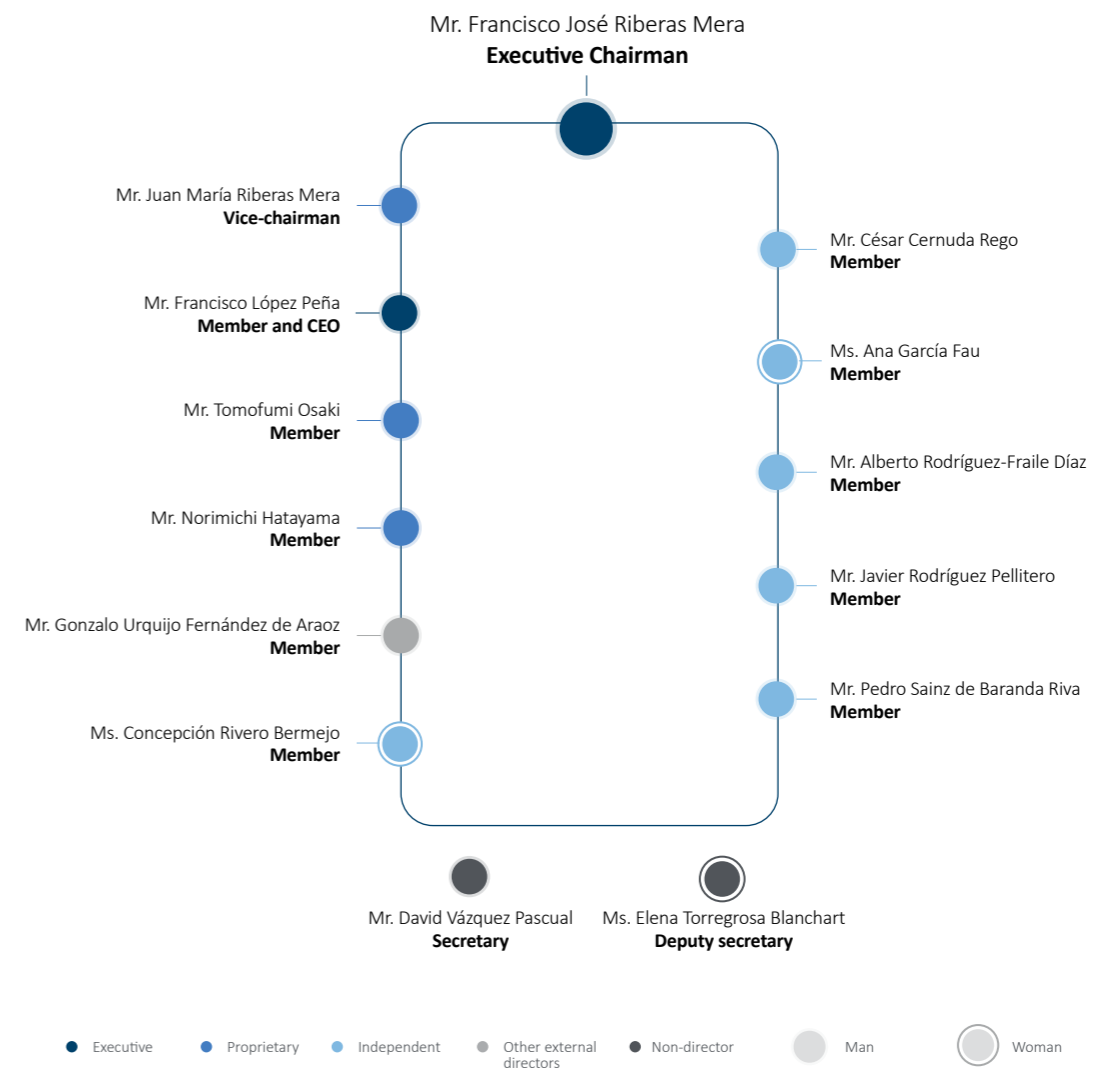 Mr. Francisco José Riberas Mera
Executive Chairman
Mr. Juan María Riberas Mera
Vice-chairman
Mr. Francisco López Peña
Member and CEO
Mr. Tomofumi Osaki
Member
Mr. Norimichi Hatayama
Member
Mr. Gonzalo Urquijo Fernández de Araoz
Member
Ms. Concepción Rivero Bermejo
Member
Mr. César Cernuda Rego
Member
Ms. Ana García Fau
Member
Mr. Alberto Rodríguez-Fraile Díaz
Member
Mr. Javier Rodríguez Pellitero
Member
Mr. Pedro Sainz de Baranda Riva
Member
Mr. David Vázquez Pascual
Secretary
Ms. Elena Torregrosa Blanchart
Deputy secretary
Executive
Proprietary
Independent
Other external
directors
Non-director
Man
Woman